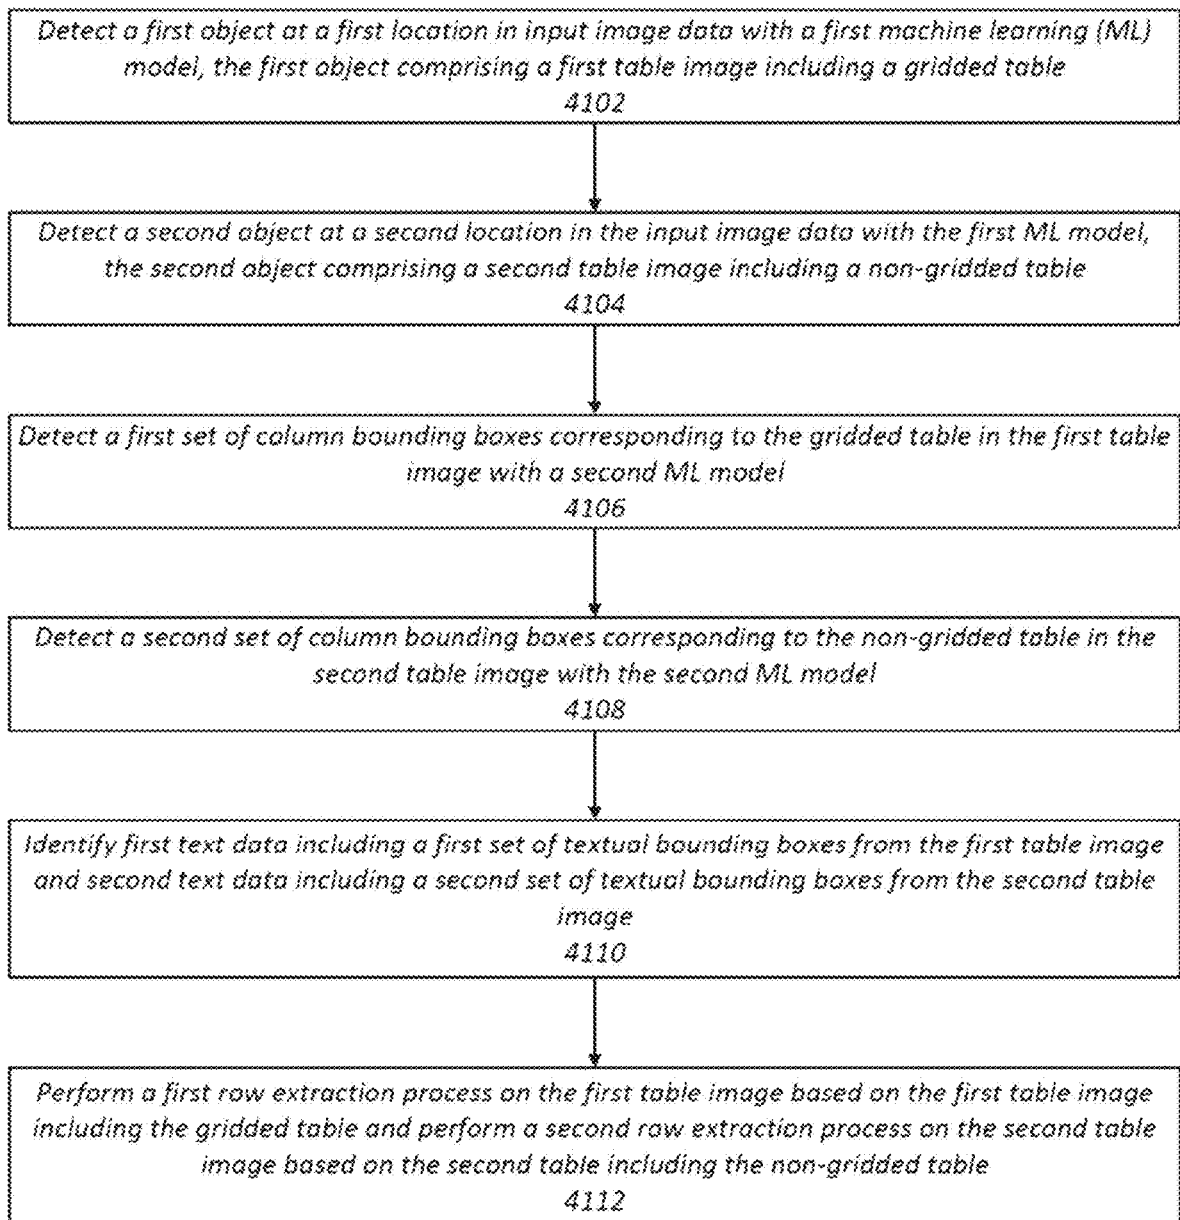 Detect a first object at a first location in input image data with a first machine learning (ML)
model, the first object comprising a first table image including a gridded table
4102
Detect a second object at a second location in the input image data with the first ML model,
the second object comprising a second table image including a non-gridded table
4104
Detect a first set of column bounding boxes corresponding to the gridded table in the first table
image with a second ML model
4106
Detect a second set of column bounding boxes corresponding to the non-gridded table in the
second table image with the second ML model
4108
Identify first text data including a first set of textual bounding boxes from the first table image
and second text data including a second set of textual bounding boxes from the second table
image
4110
Perform a first row extraction process on the first table image based on the first table image
including the gridded table and perform a second row extraction process on the second table
image based on the second table including the non-gridded table
4112